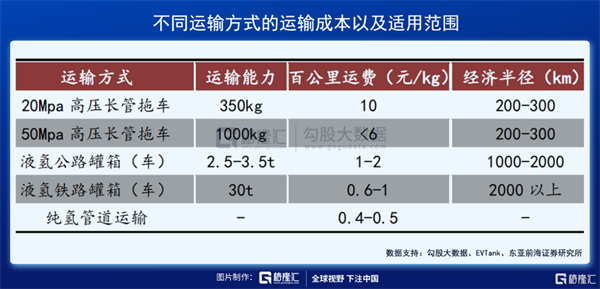 不同运输方式的运输成本以及适用范围
运输方式 运输能力 百公里运费（元/kg） 经济半径（km）
20Mpa 高压长管拖车 350kg 10 200-300
50Mpa 高压长管拖车 1000kg <6 200-300
液氢公路罐箱（车） 2.5-3.5t 1-2 1000-2000
液氢铁路罐箱（车） 30t 0.6-1 2000 以上
纯氢管道运输 - 0.4-0.5 -
格隆汇 勾股大数据
www.gogudata.com
数据支持：勾股大数据、EVTank、东亚前海证券研究所
图片制作： 格隆汇 全球视野 下注中国